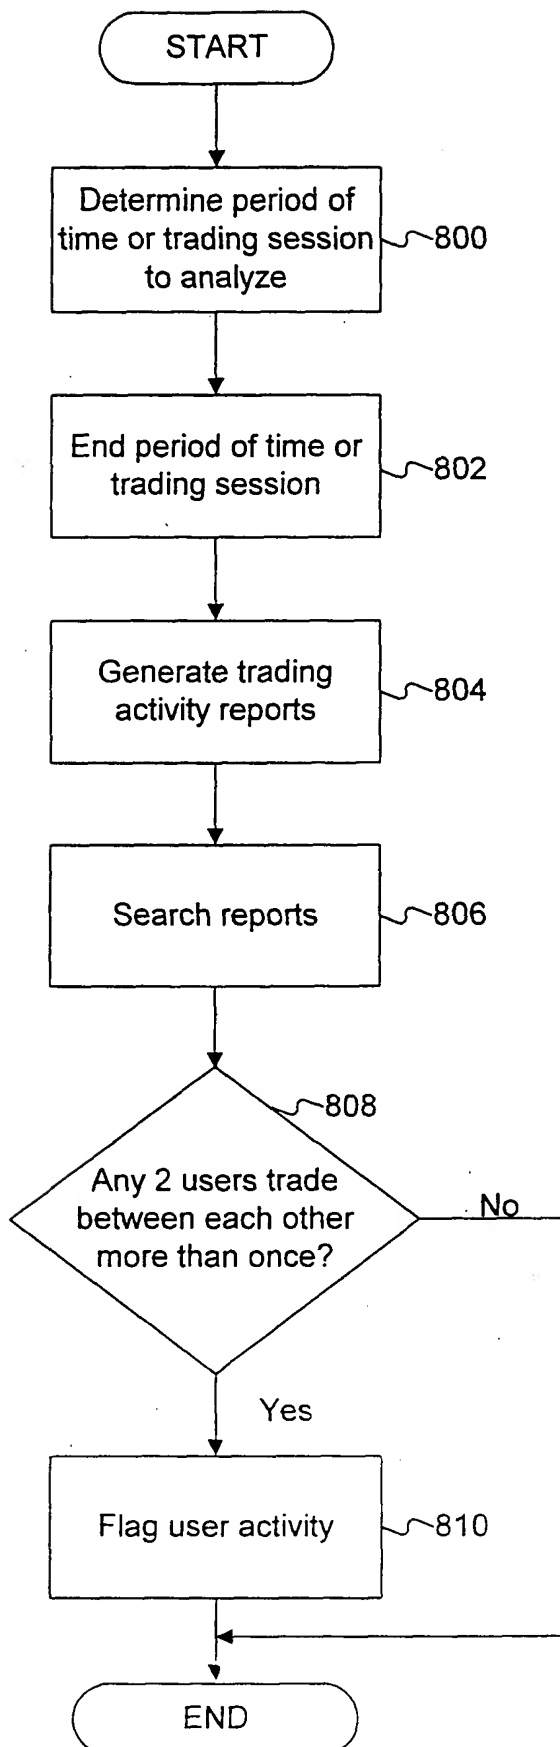 START
Determine period of
time or trading session
to analyze
800
End period of time or
trading session
802
Generate trading
activity reports
804
Search reports
806
808
Any 2 users trade
between each other
more than once?
No
Yes
Flag user activity
810
END